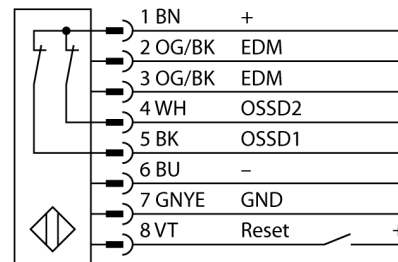 1 BN +
2 OG/BK EDM
3 OG/BK EDM
4 WH OSSD2
5 BK OSSD1
6 BU –
7 GNYE GND
8 VT Reset +